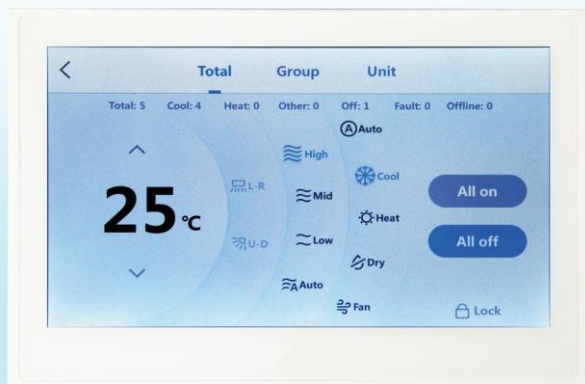 Total Group Unit
Total: 5 Cool: 4 Heat: 0 Other: 0 Off: 1 Fault: 0 Offline: 0
A Auto
High
Cool
L-R
25 °C
Mid
All on
Heat
U-D
Low
All off
Dry
A Auto
Fan
Lock